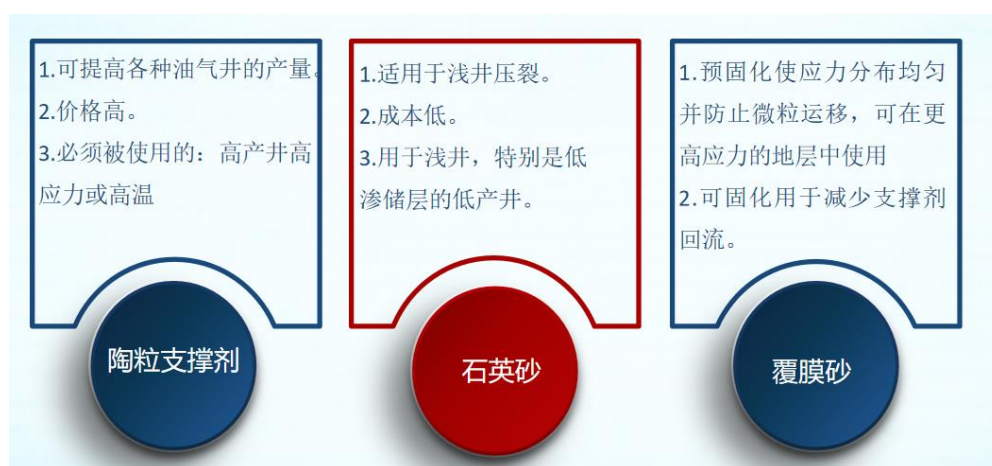 1.可提高各种油气井的产量。
2.价格高。
3.必须被使用的：高产井高
应力或高温
陶粒支撑剂
1.适用于浅井压裂。
2.成本低。
3.用于浅井，特别是低
渗储层的低产井。
石英砂
1.预固化使应力分布均匀
并防止微粒运移，可在更
高应力的地层中使用
2.可固化用于减少支撑剂
回流。
覆膜砂